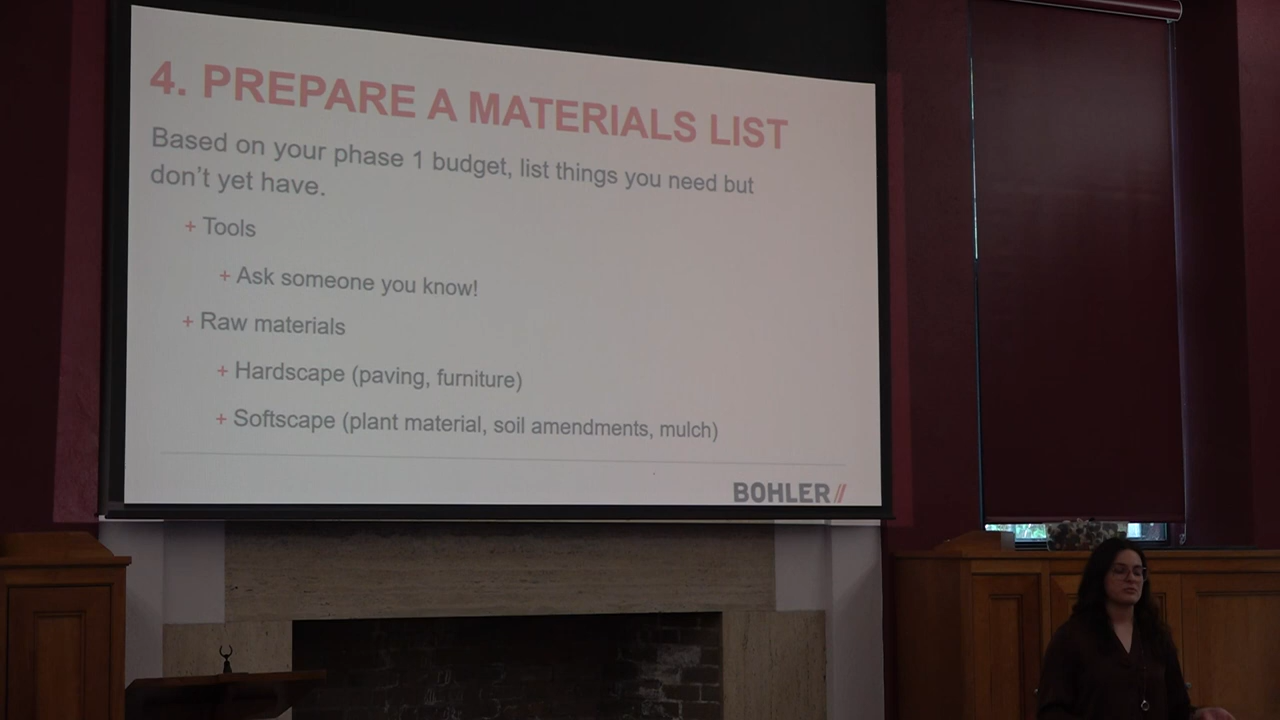 4. PREPARE A MATERIALS LIST
Based on your phase 1 budget, list things you need but
don't yet have.
+ Tools
+ Ask someone you know!
+ Raw materials
+ Hardscape (paving, furniture)
+ Softscape (plant material, soil amendments, mulch)
BOHLER//